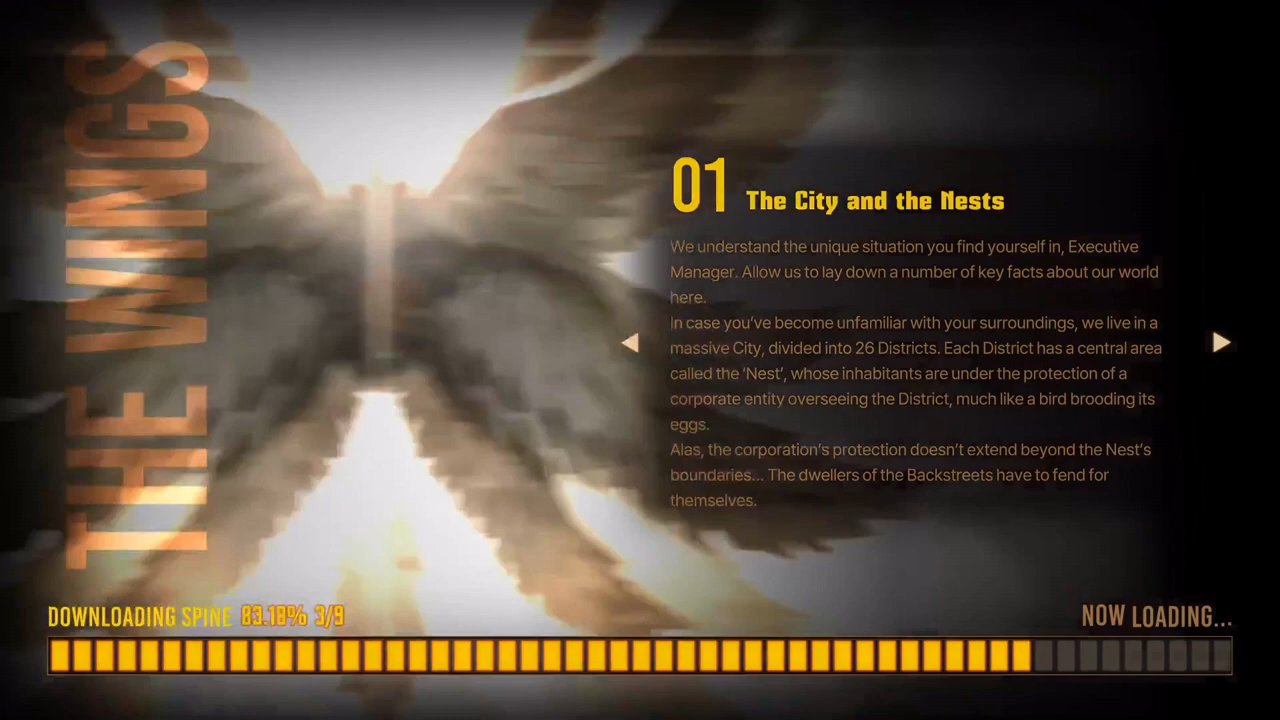 THE WINGS
01 The City and the Nests
We understand the unique situation you find yourself in, Executive
Manager. Allow us to lay down a number of key facts about our world
here.
In case you've become unfamiliar with your surroundings, we live in a
massive City, divided into 26 Districts. Each District has a central area
called the 'Nest', whose inhabitants are under the protection of a
corporate entity overseeing the District, much like a bird brooding its
eggs.
Alas, the corporation's protection doesn't extend beyond the Nest's
boundaries... The dwellers of the Backstreets have to fend for
themselves.
DOWNLOADING SPINE 83.18% 3/9
NOW LOADING...